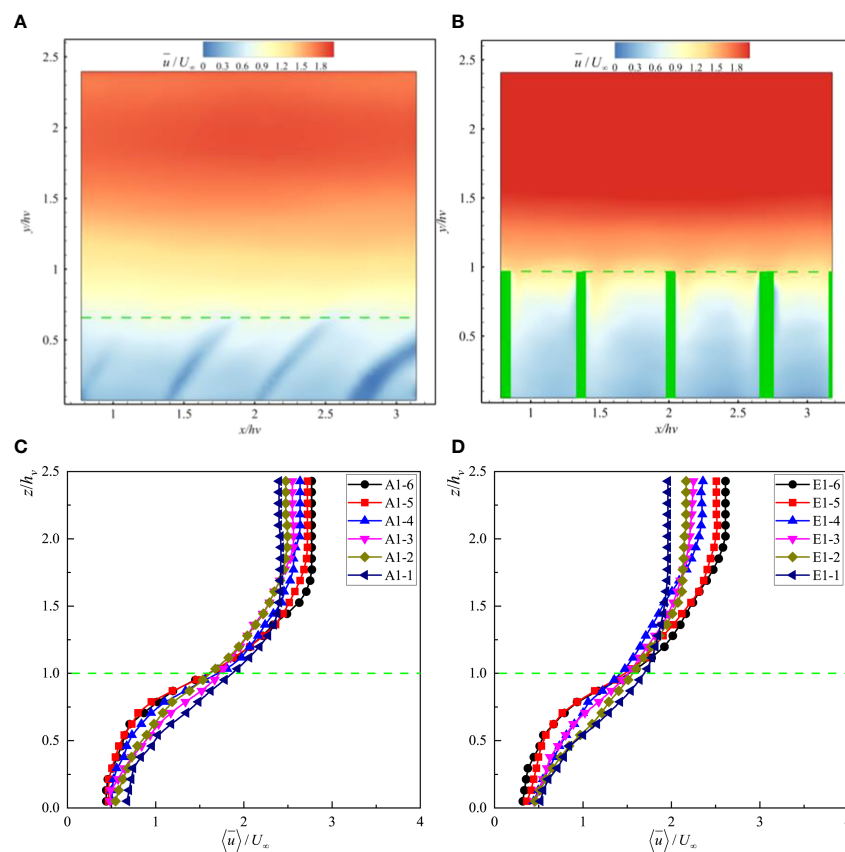 A
u̅ / U∞ 0 0.3 0.6 0.9 1.2 1.5 1.8
2.5
2
1.5
1
0.5
y/hv
1 1.5 2 2.5 3
x/hv
B
u̅ / U∞ 0 0.3 0.6 0.9 1.2 1.5 1.8
2.5
2
1.5
1
0.5
y/hv
1 1.5 2 2.5 3
x/hv
C
z/hv
2.5
2.0
1.5
1.0
0.5
0.0
A1-6
A1-5
A1-4
A1-3
A1-2
A1-1
0 1 2 3 4
⟨u̅⟩ / U∞
D
z/hv
2.5
2.0
1.5
1.0
0.5
0.0
E1-6
E1-5
E1-4
E1-3
E1-2
E1-1
0 1 2 3 4
⟨u̅⟩ / U∞